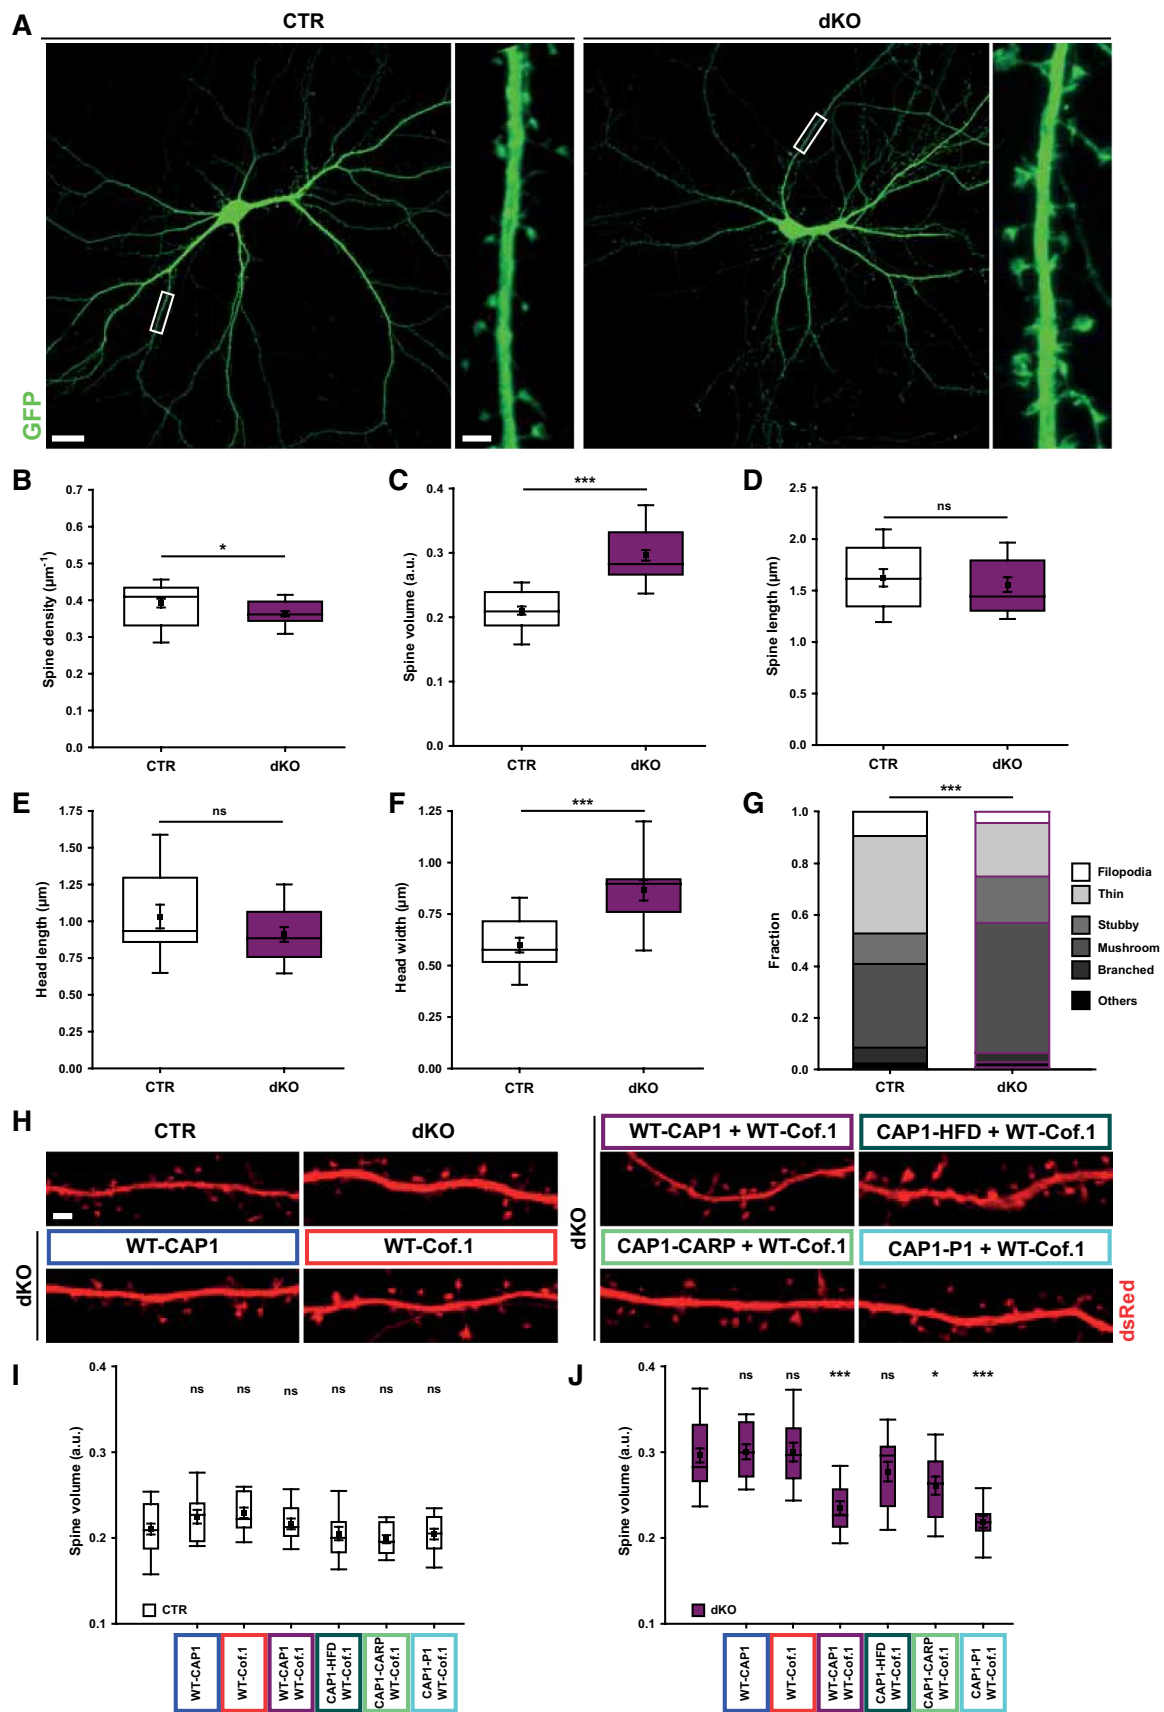 A
CTR
dKO
GFP
B
0.7
0.6
0.5
0.4
0.3
0.2
0.1
0.0
Spine density (µm⁻¹)
*
CTR
dKO
C
0.4
0.3
0.2
0.1
0.0
Spine volume (a.u.)
***
CTR
dKO
D
2.5
2.0
1.5
1.0
0.5
0.0
Spine length (µm)
ns
CTR
dKO
E
1.75
1.50
1.25
1.00
0.75
0.50
0.25
0.00
Head length (µm)
ns
CTR
dKO
F
1.25
1.00
0.75
0.50
0.25
0.00
Head width (µm)
***
CTR
dKO
G
1.0
0.8
0.6
0.4
0.2
0.0
Fraction
***
CTR
dKO
Filopodia
Thin
Stubby
Mushroom
Branched
Others
H
CTR
dKO
dKO
WT-CAP1
WT-Cof.1
dKO
WT-CAP1 + WT-Cof.1
CAP1-HFD + WT-Cof.1
CAP1-CARP + WT-Cof.1
CAP1-P1 + WT-Cof.1
dsRed
I
0.4
0.3
0.2
0.1
Spine volume (a.u.)
ns
ns
ns
ns
ns
ns
CTR
WT-CAP1
WT-Cof.1
WT-CAP1
WT-Cof.1
CAP1-HFD
WT-Cof.1
CAP1-CARP
WT-Cof.1
CAP1-P1
WT-Cof.1
J
0.4
0.3
0.2
0.1
Spine volume (a.u.)
ns
ns
***
ns
*
***
dKO
WT-CAP1
WT-Cof.1
WT-CAP1
WT-Cof.1
CAP1-HFD
WT-Cof.1
CAP1-CARP
WT-Cof.1
CAP1-P1
WT-Cof.1